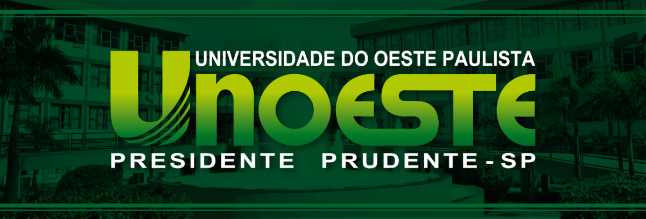 UNIVERSIDADE DO OESTE PAULISTA
UNOESTE
PRESIDENTE PRUDENTE - SP